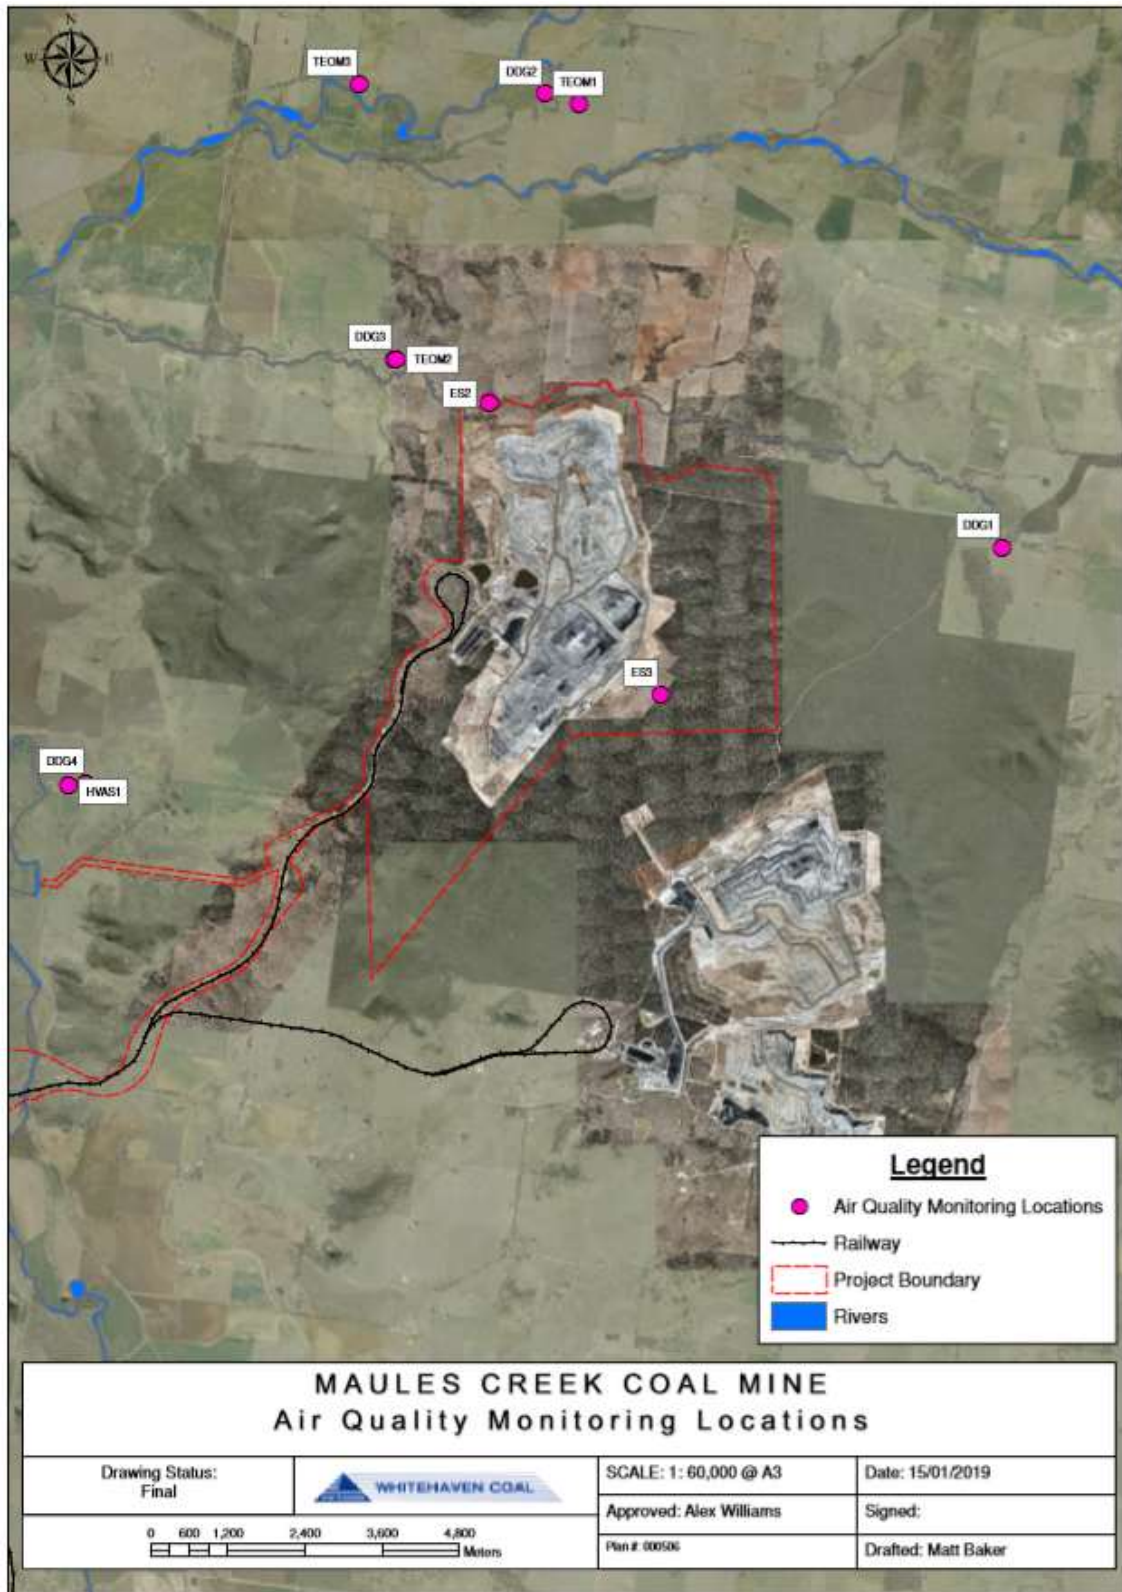 N
W E
S
TEOM3
DDG2
TEOM1
DDG3
TEOM2
ES2
DDG1
ES3
DDG4
HVAS1
Legend
Air Quality Monitoring Locations
Railway
Project Boundary
Rivers
MAULES CREEK COAL MINE
Air Quality Monitoring Locations
Drawing Status:
Final
WHITEHAVEN COAL
SCALE: 1: 60,000 @ A3
Date: 15/01/2019
Approved: Alex Williams
Signed:
0 600 1,200 2,400 3,600 4,800
Meters
Plan #: 000506
Drafted: Matt Baker